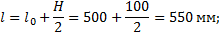 l = l₀ + H/2 = 500 + 100/2 = 550 мм;